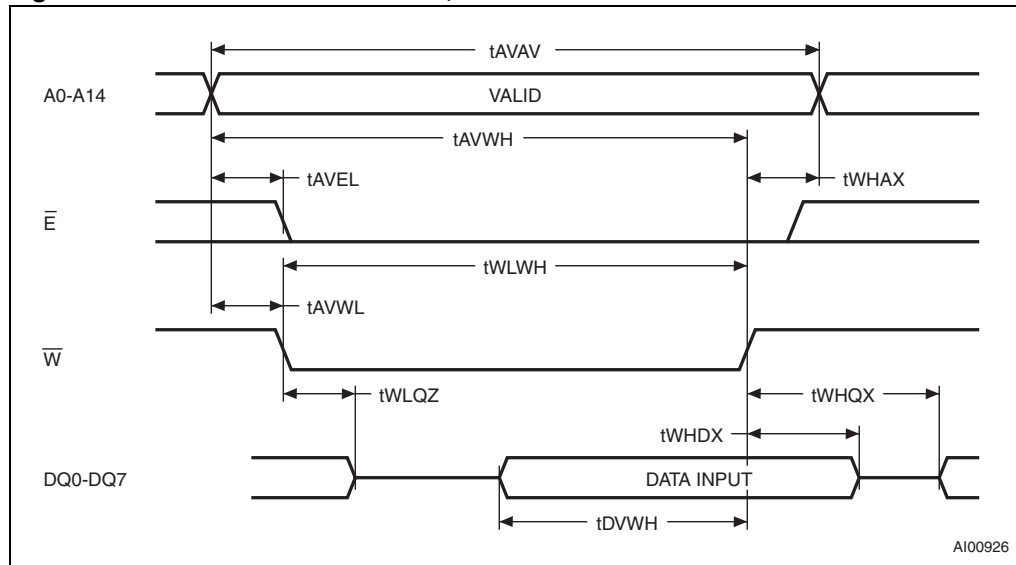 tAVAV
A0-A14
VALID
tAVWH
tAVEL
tWHAX
E̅
tWLWH
tAVWL
W̅
tWLQZ
tWHQX
tWHDX
DQ0-DQ7
DATA INPUT
tDVWH
AI00926